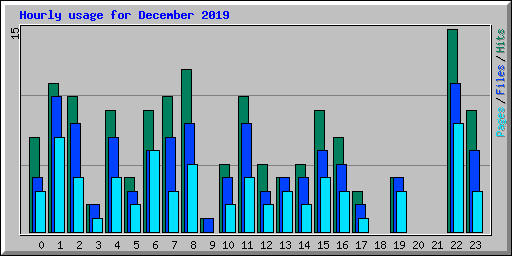 Hourly usage for December 2019
15
Pages/Files/Hits
0 1 2 3 4 5 6 7 8 9 10 11 12 13 14 15 16 17 18 19 20 21 22 23